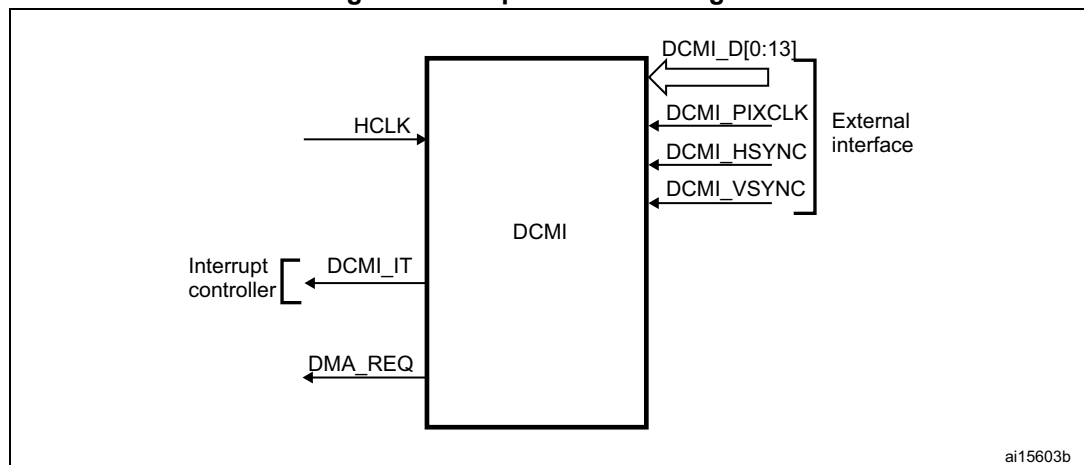 DCMI_D[0:13]
DCMI_PIXCLK
HCLK
External
interface
DCMI_HSYNC
DCMI_VSYNC
DCMI
Interrupt
controller
DCMI_IT
DMA_REQ
ai15603b